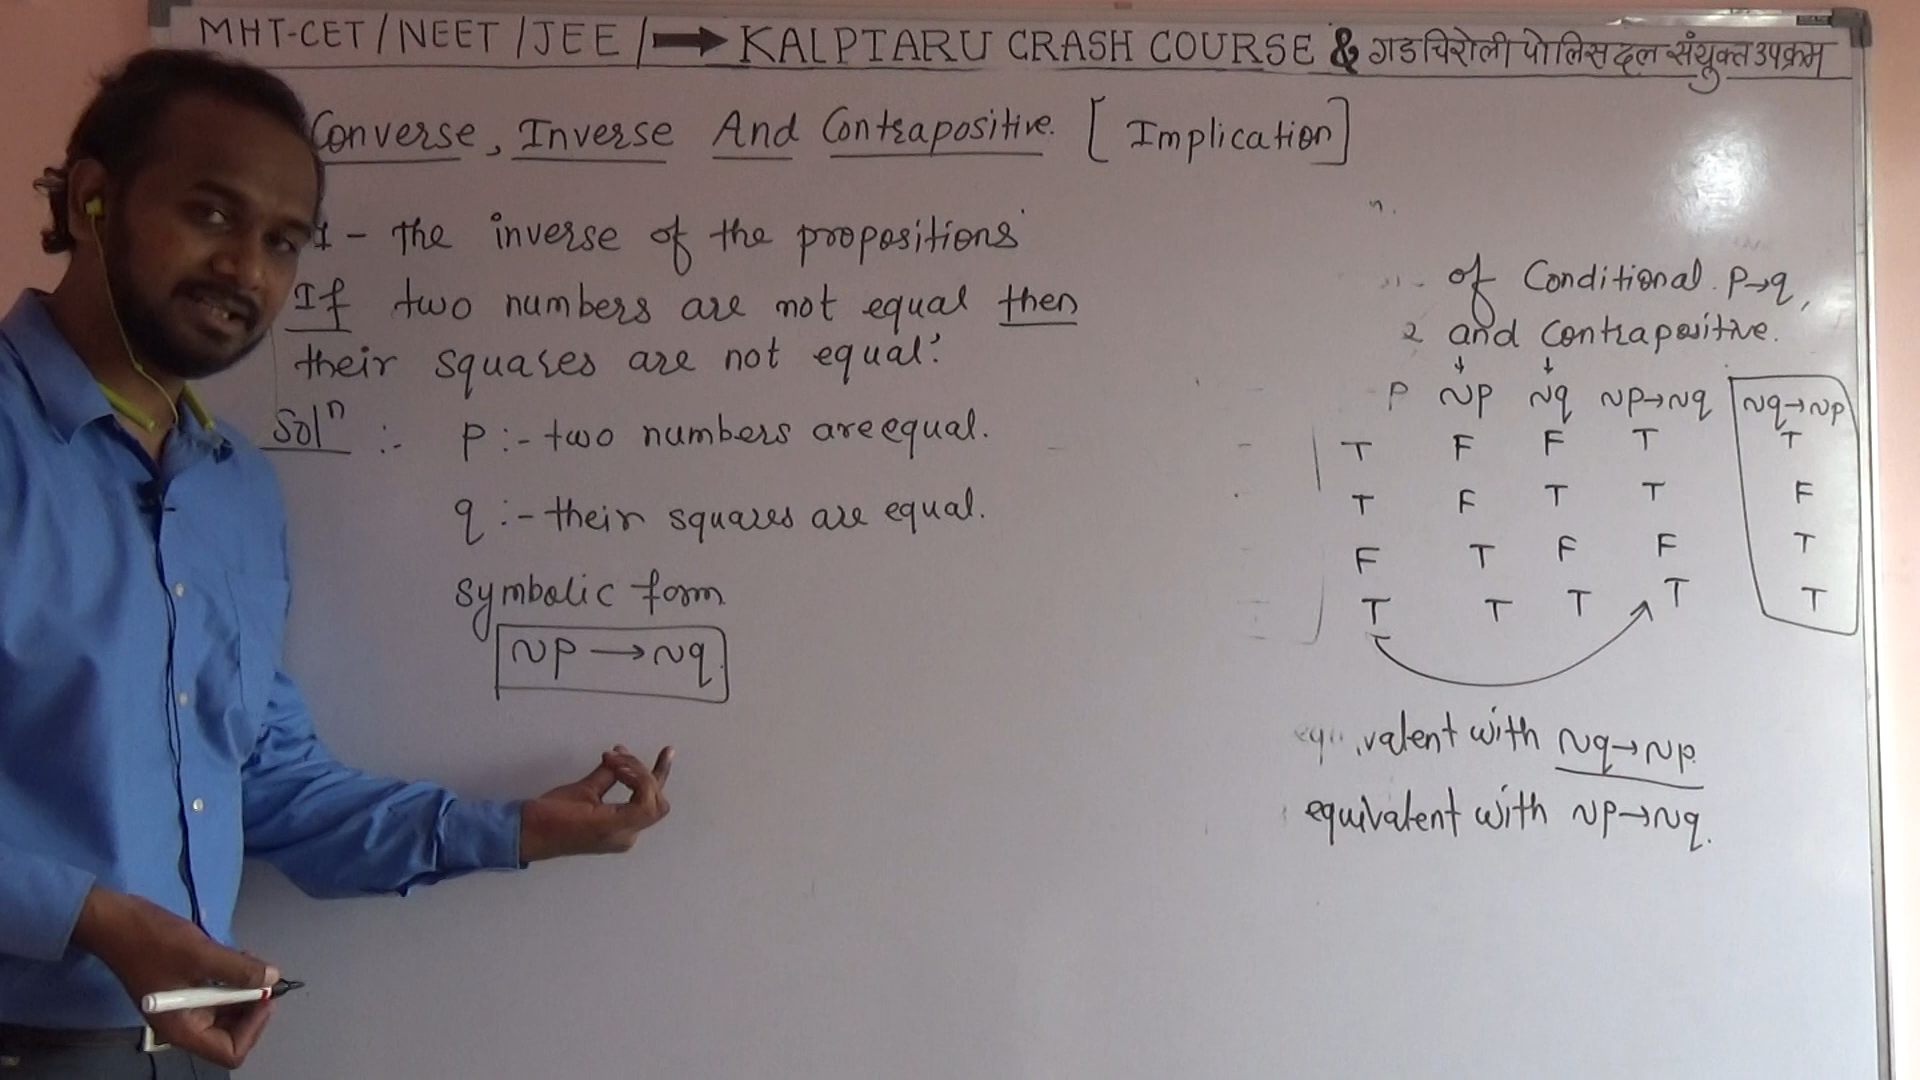 MHT-CET/NEET/JEE/→ KALPTARU CRASH COURSE & गडचिरोली पोलिस दल संयुक्त उपक्रम
Converse, Inverse And Contrapositive. [Implication]
- The inverse of the propositions
If two numbers are not equal then
their squares are not equal.
Solⁿ :- p :- two numbers are equal.
q :- their squares are equal.
symbolic form
~p → ~q
of Conditional p→q,
2 and contrapositive.
P ~p ~q ~p→~q ~q→~p
T F F T T
T F T T F
F T F F T
T T T T T
equivalent with ~q→~p.
equivalent with ~p→~q.